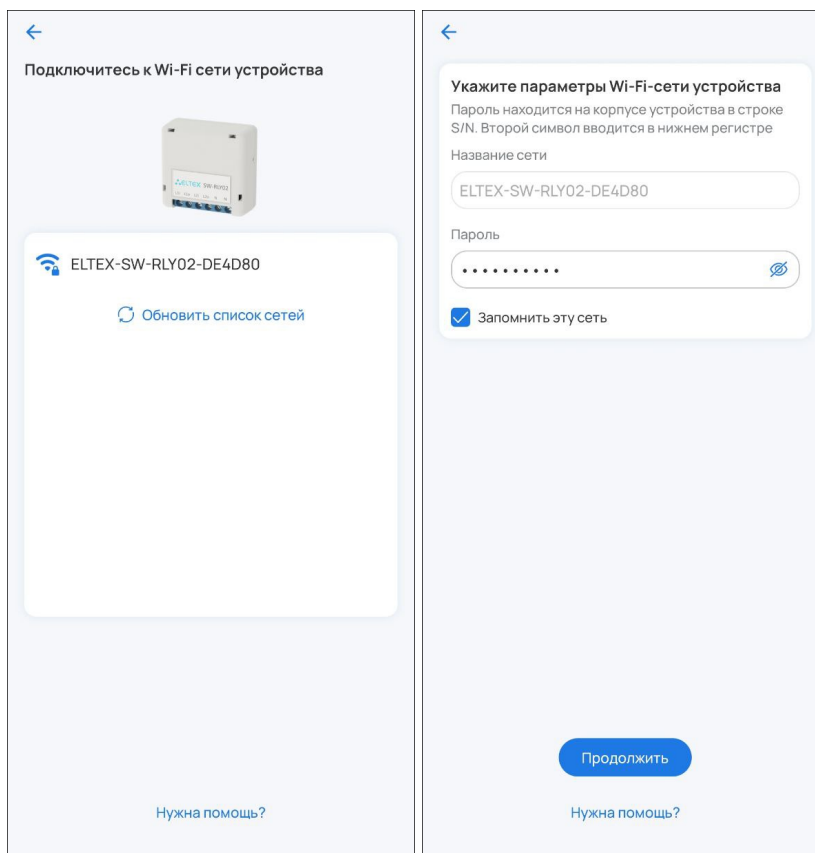 Подключитесь к Wi-Fi сети устройства
ELTEX SW-RLY02
ELTEX-SW-RLY02-DE4D80
Обновить список сетей
Нужна помощь?
Укажите параметры Wi-Fi-сети устройства
Пароль находится на корпусе устройства в строке
S/N. Второй символ вводится в нижнем регистре
Название сети
ELTEX-SW-RLY02-DE4D80
Пароль
••••••••••
Запомнить эту сеть
Продолжить
Нужна помощь?